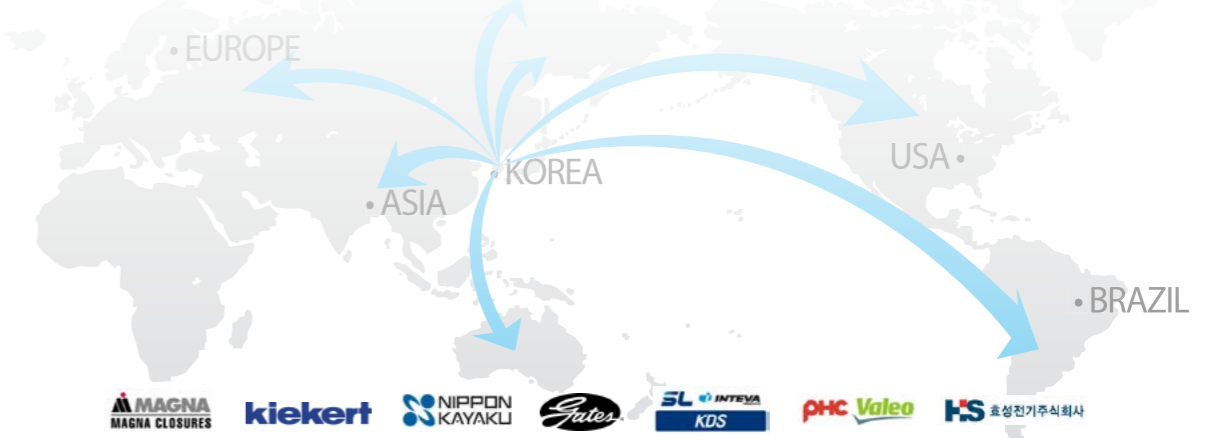 EUROPE
KOREA
USA
ASIA
BRAZIL
MAGNA
MAGNA CLOSURES
kiekert
NIPPON
KAYAKU
Gates
SL INTEVA
KDS
PHC Valeo
HS 효성전기주식회사